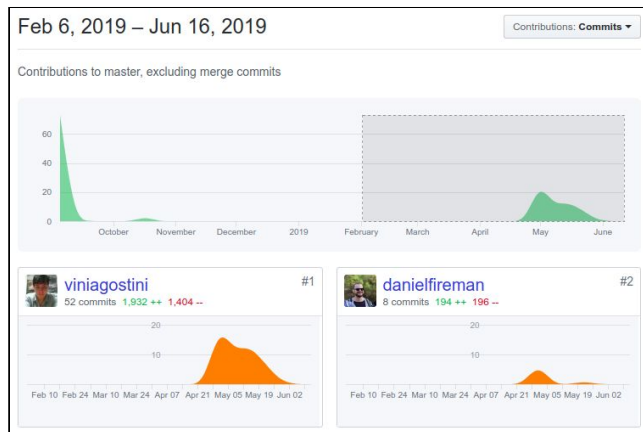 Feb 6, 2019 – Jun 16, 2019
Contributions: Commits
Contributions to master, excluding merge commits
60
40
20
0
October November December 2019 February March April May June
viniagostini #1
52 commits 1,932 ++ 1,404 --
20
10
Feb 10 Feb 24 Mar 10 Mar 24 Apr 07 Apr 21 May 05 May 19 Jun 02
danielfireman #2
8 commits 194 ++ 196 --
20
10
Feb 10 Feb 24 Mar 10 Mar 24 Apr 07 Apr 21 May 05 May 19 Jun 02